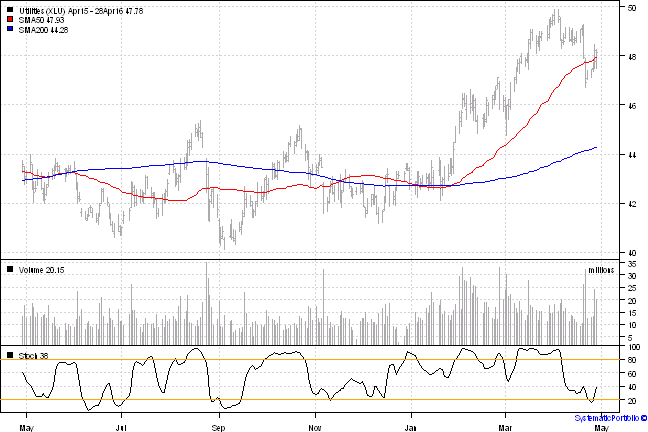 Utilities (XLU) Apr15 - 28Apr16 47.78
SMA50 47.93
SMA200 44.28
50
48
46
44
42
40
Volume 20.15
millions
35
30
25
20
15
10
5
Stoch 38
100
80
60
40
20
May Jul Sep Nov Jan Mar May
SystematicPortfolio ©